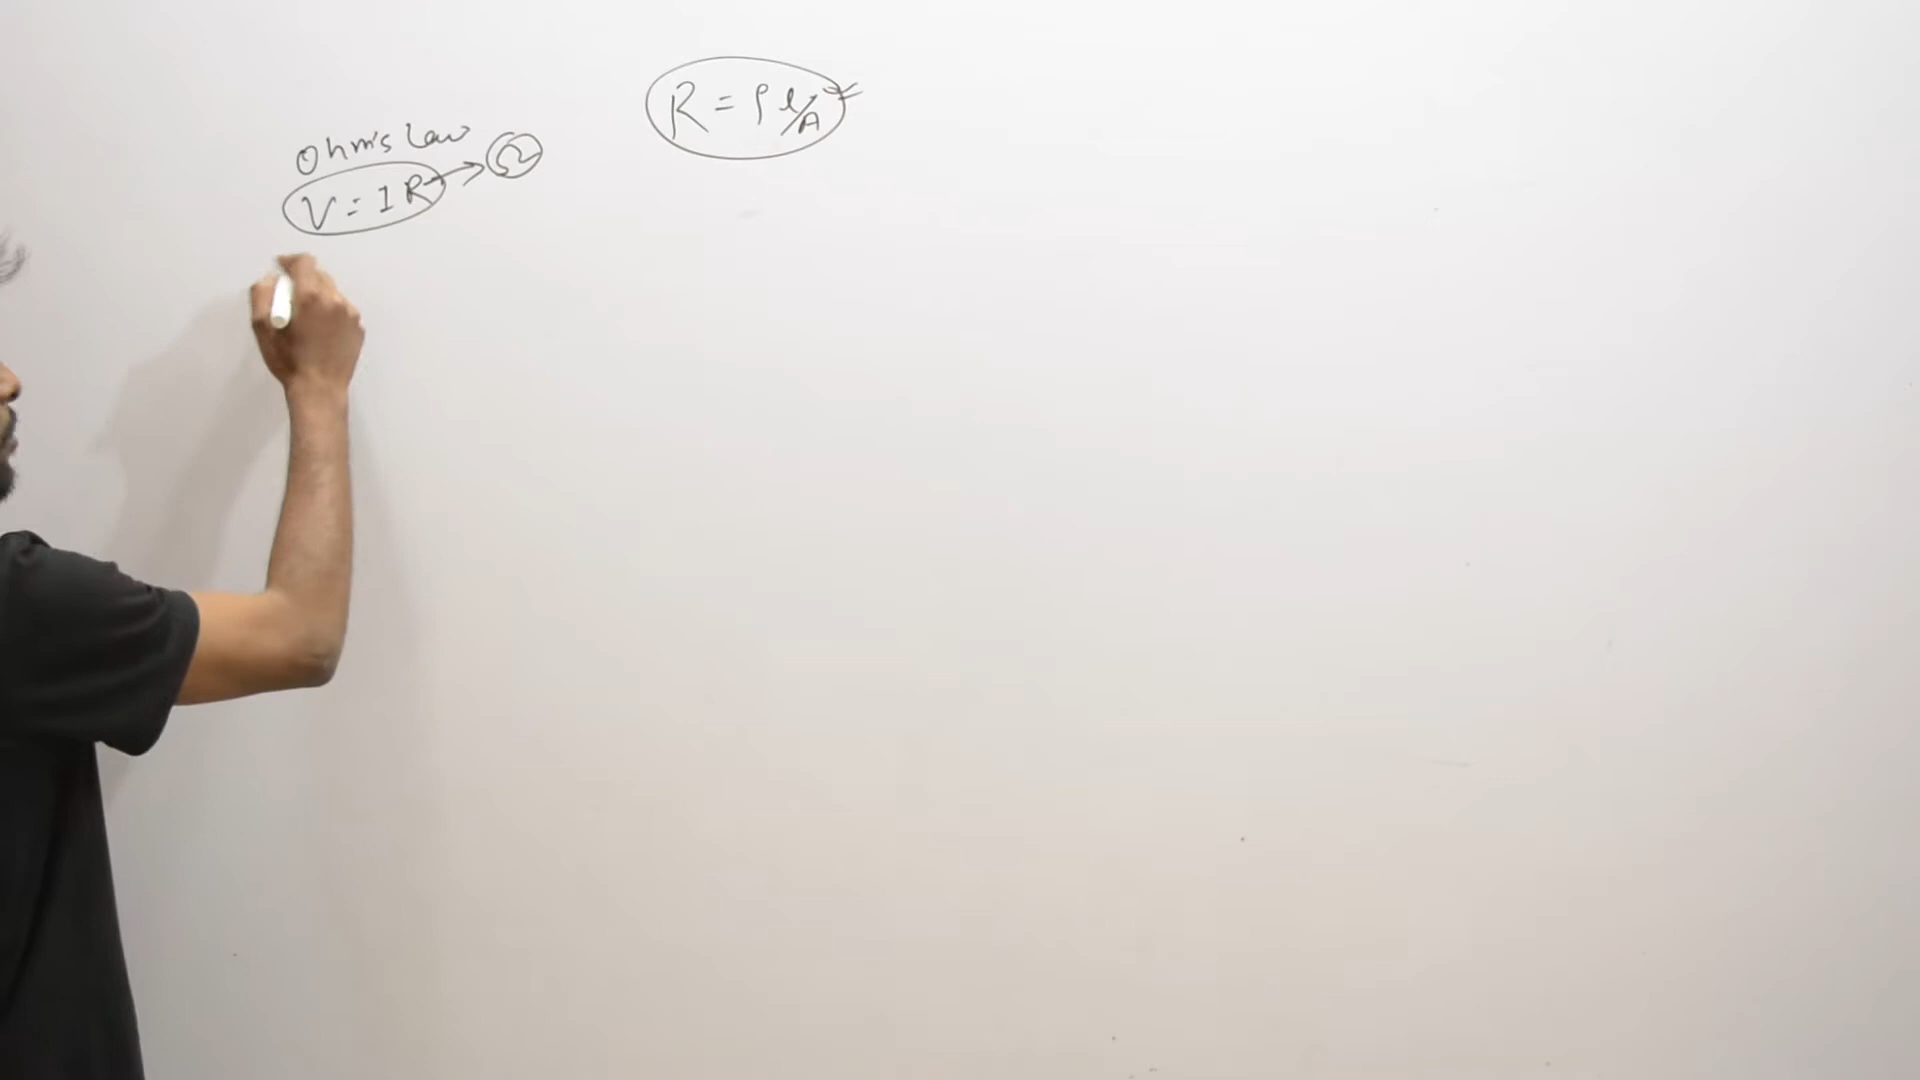 Ohm's Law
V = IR → Ω
R = ρ l/A